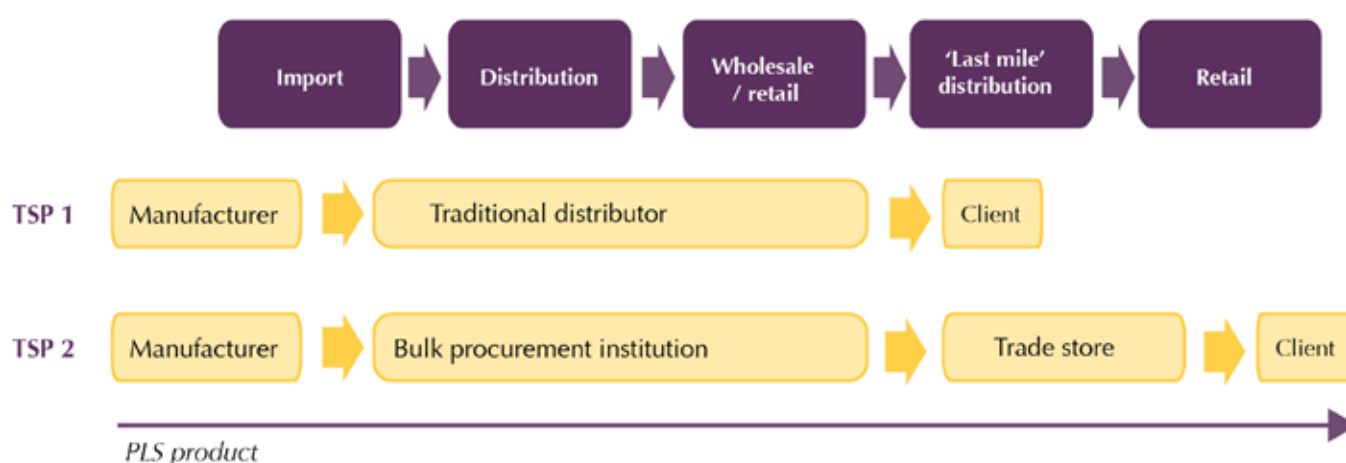 Import
Distribution
Wholesale
/ retail
‘Last mile’
distribution
Retail
TSP 1
Manufacturer
Traditional distributor
Client
TSP 2
Manufacturer
Bulk procurement institution
Trade store
Client
PLS product